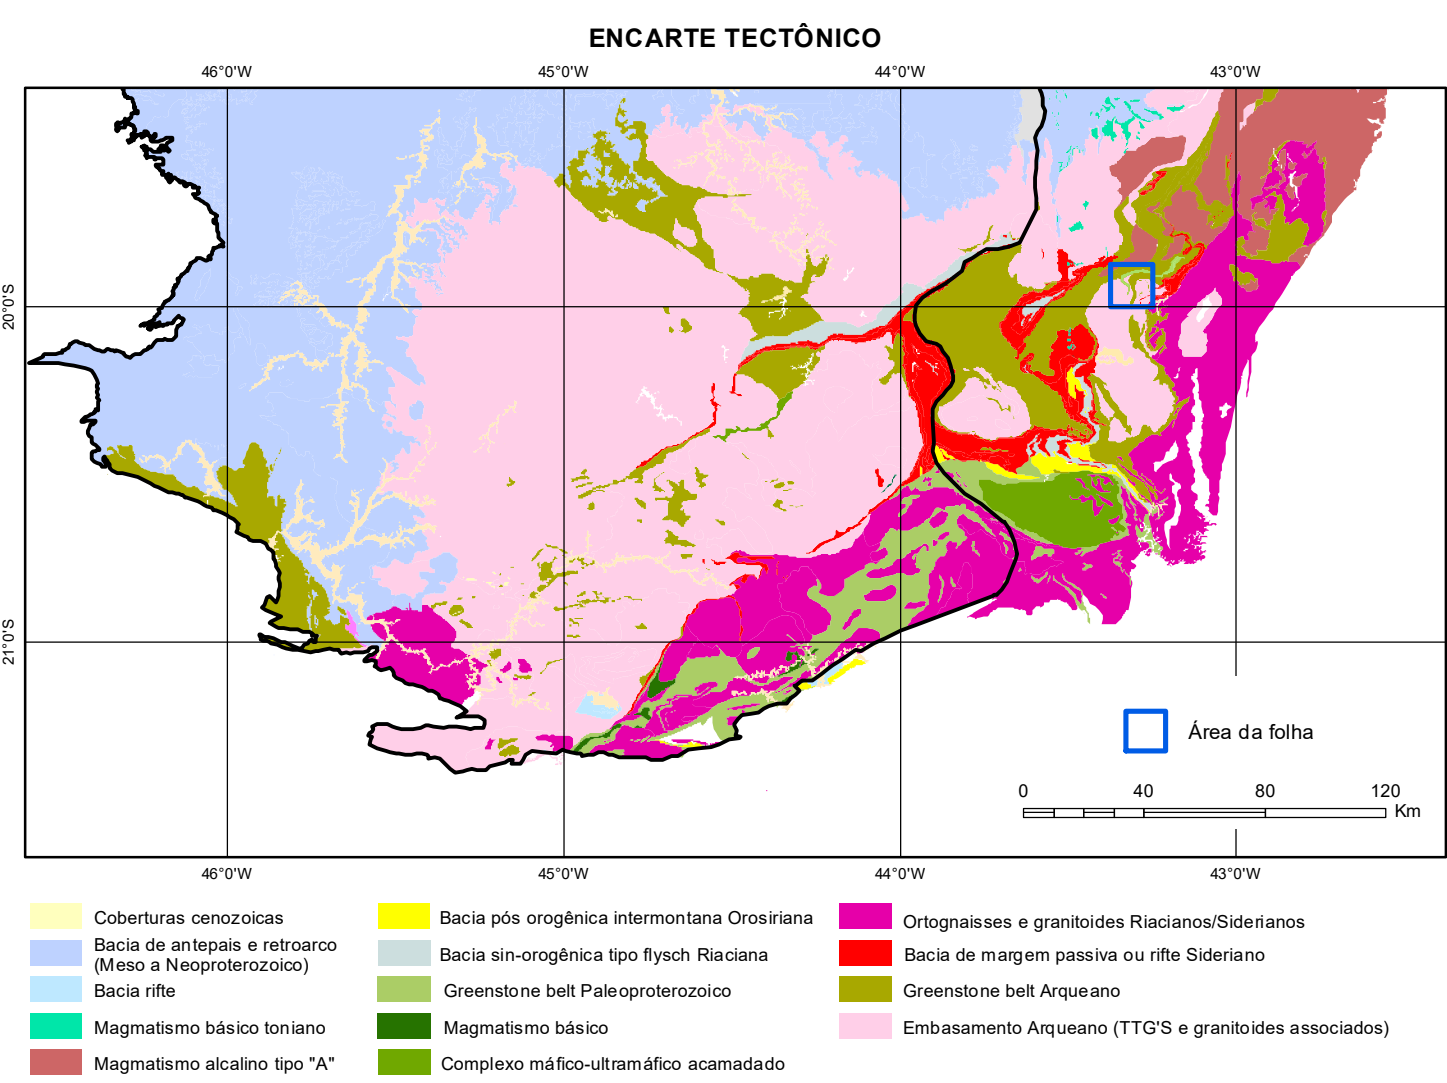 ENCARTE TECTÔNICO
46°0'W 45°0'W 44°0'W 43°0'W
20°0'S
21°0'S
Área da folha
0 40 80 120
Km
46°0'W 45°0'W 44°0'W 43°0'W
Coberturas cenozoicas
Bacia de antepais e retroarco
(Meso a Neoproterozoico)
Bacia rifte
Magmatismo básico toniano
Magmatismo alcalino tipo "A"
Bacia pós orogênica intermontana Orosiriana
Bacia sin-orogênica tipo flysch Riaciana
Greenstone belt Paleoproterozoico
Magmatismo básico
Complexo máfico-ultramáfico acamadado
Ortognaisses e granitoides Riacianos/Siderianos
Bacia de margem passiva ou rifte Sideriano
Greenstone belt Arqueano
Embasamento Arqueano (TTG'S e granitoides associados)